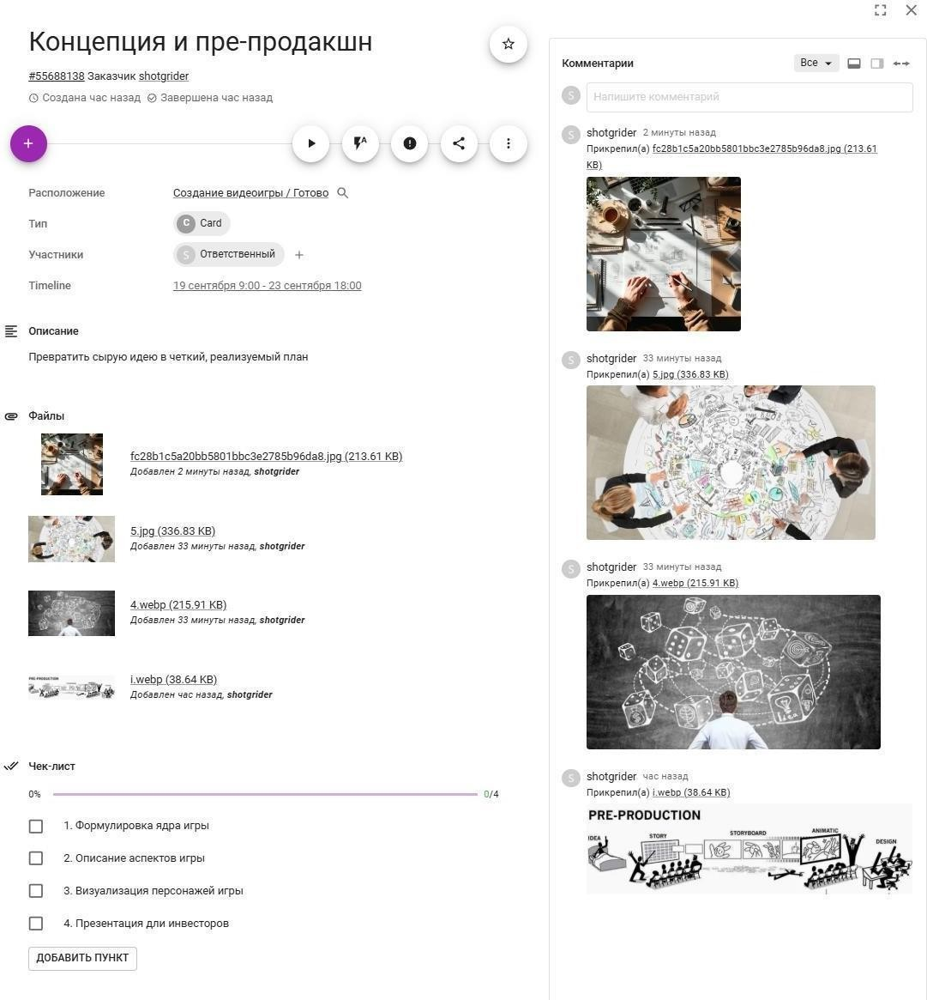 Концепция и пре-продакшн
#55688138 Заказчик shotgrider
Создана час назад Завершена час назад
Расположение
Создание видеоигры / Готово
Тип
C Card
Участники
S Ответственный
Timeline
19 сентября 9:00 - 23 сентября 18:00
Описание
Превратить сырую идею в четкий, реализуемый план
Файлы
fc28b1c5a20bb5801bbc3e2785b96da8.jpg (213.61 KB)
Добавлен 2 минуты назад, shotgrider
5.jpg (336.83 KB)
Добавлен 33 минуты назад, shotgrider
4.webp (215.91 KB)
Добавлен 33 минуты назад, shotgrider
PRE-PRODUCTION
i.webp (38.64 KB)
Добавлен час назад, shotgrider
Чек-лист
0%
0/4
1. Формулировка ядра игры
2. Описание аспектов игры
3. Визуализация персонажей игры
4. Презентация дли инвесторов
ДОБАВИТЬ ПУНКТ
Комментарии
Все
S Напишите комментарий
S shotgrider 2 минуты назад
Прикрепил(а) fc28b1c5a20bb5801bbc3e2785b96da8.jpg (213.61
KB)
S shotgrider 33 минуты назад
Прикрепил(а) 5.jpg (336.83 KB)
S shotgrider 33 минуты назад
Прикрепил(а) 4.webp (215.91 KB)
Idea
S shotgrider час назад
Прикрепил(а) i.webp (38.64 KB)
PRE-PRODUCTION
IDEA
STORY
STORYBOARD
ANIMATIC
DESIGN